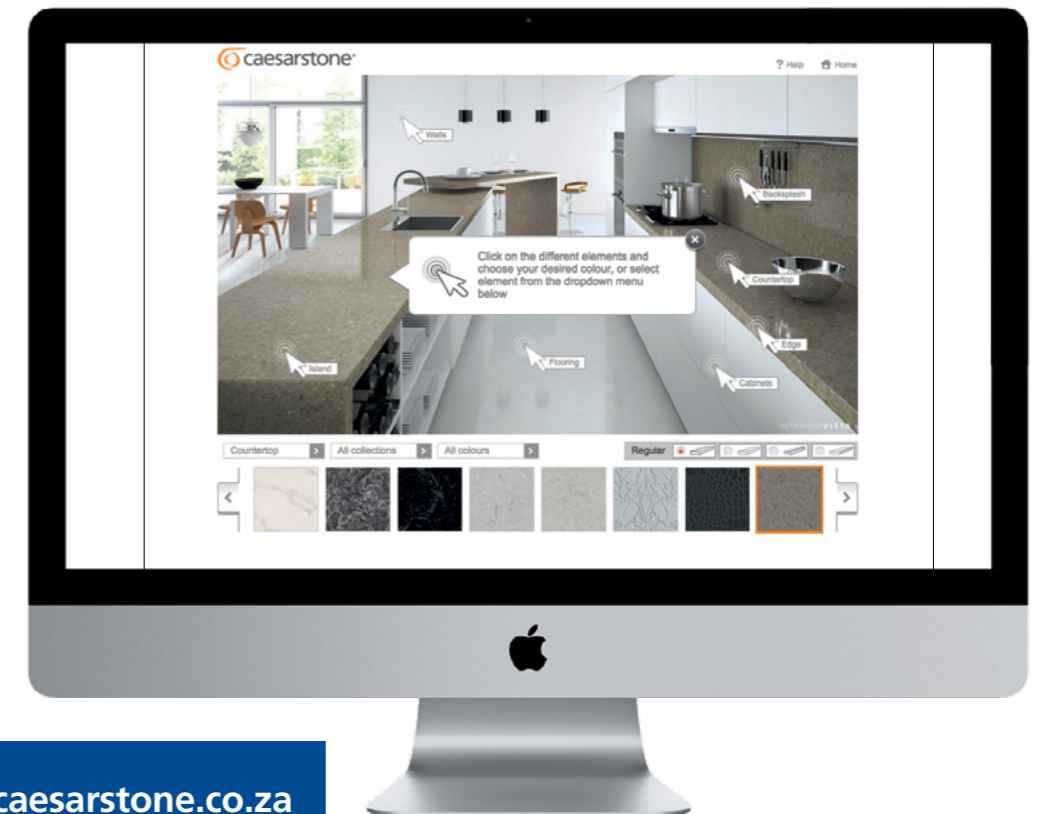 caesarstone®
? Help Home
Walls
Backsplash
Click on the different elements and
choose your desired colour, or select
element from the dropdown menu
below
Countertop
Edge
Island
Flooring
Cabinets
INTERIORVISTA
Countertop
All collections
All colours
Regular
caesarstone.co.za